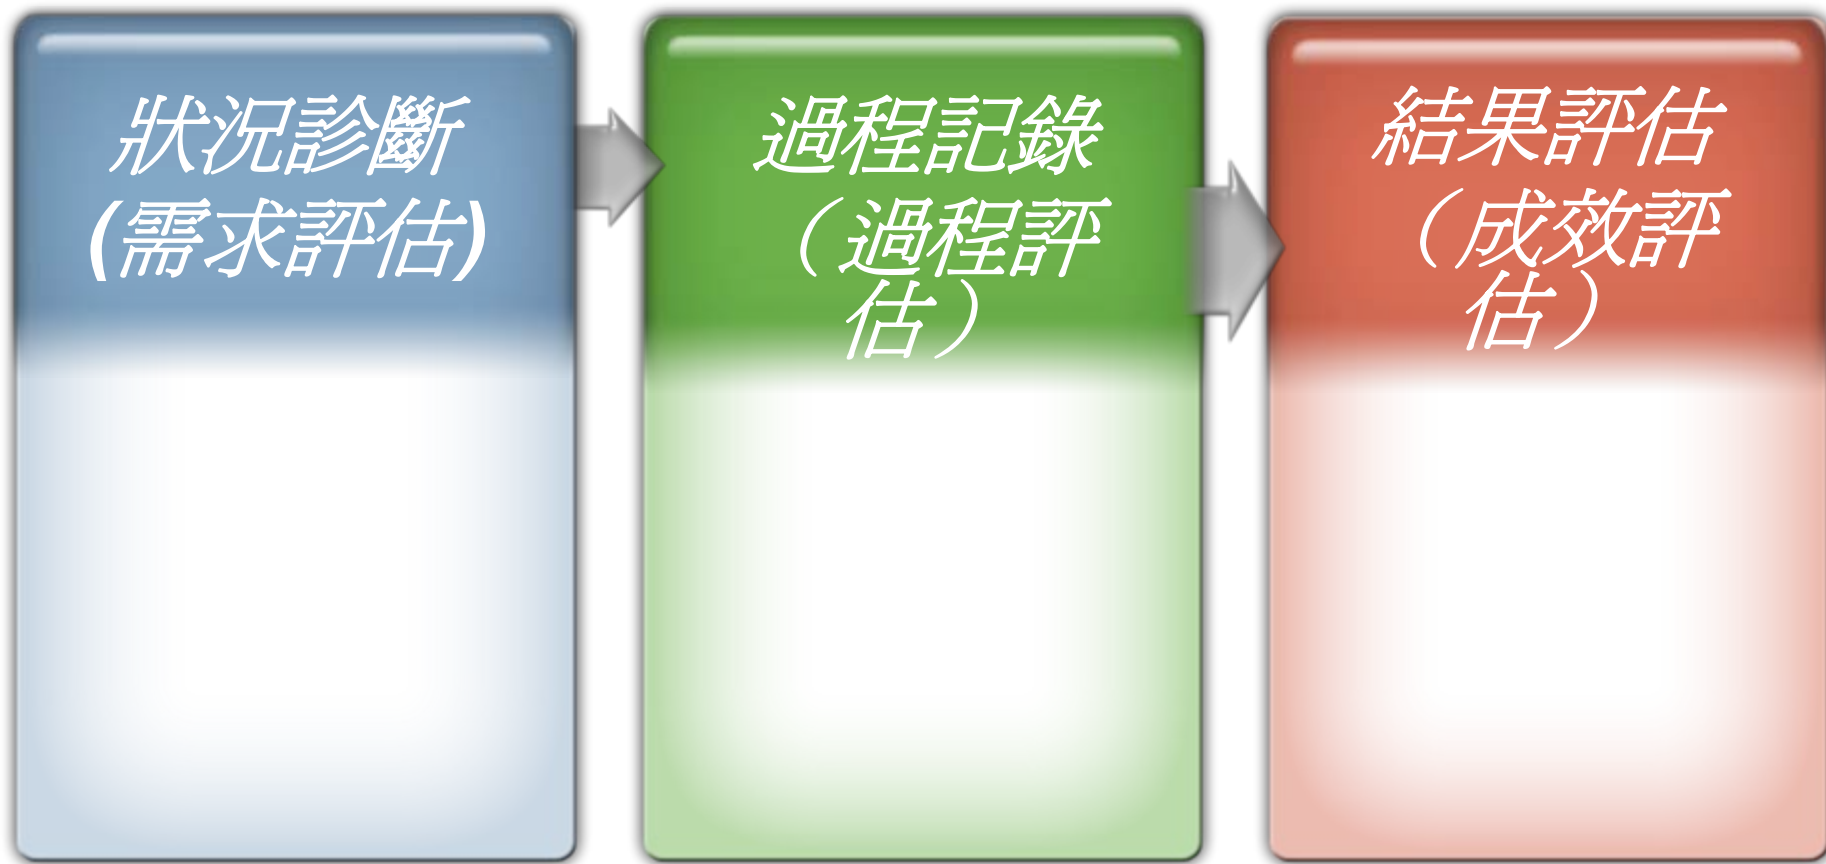 狀況診斷
(需求評估)
過程記錄
（過程評
估）
結果評估
（成效評
估）